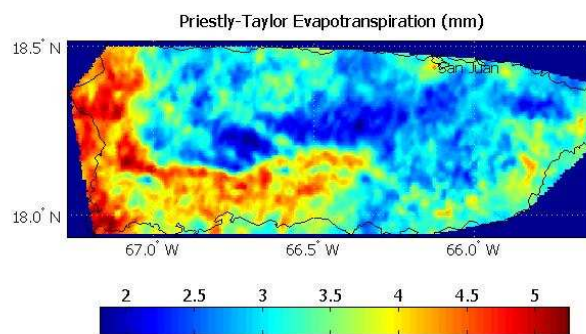 Priestly-Taylor Evapotranspiration (mm)
18.5° N
San Juan
18.0° N
67.0° W 66.5° W 66.0° W
2 2.5 3 3.5 4 4.5 5